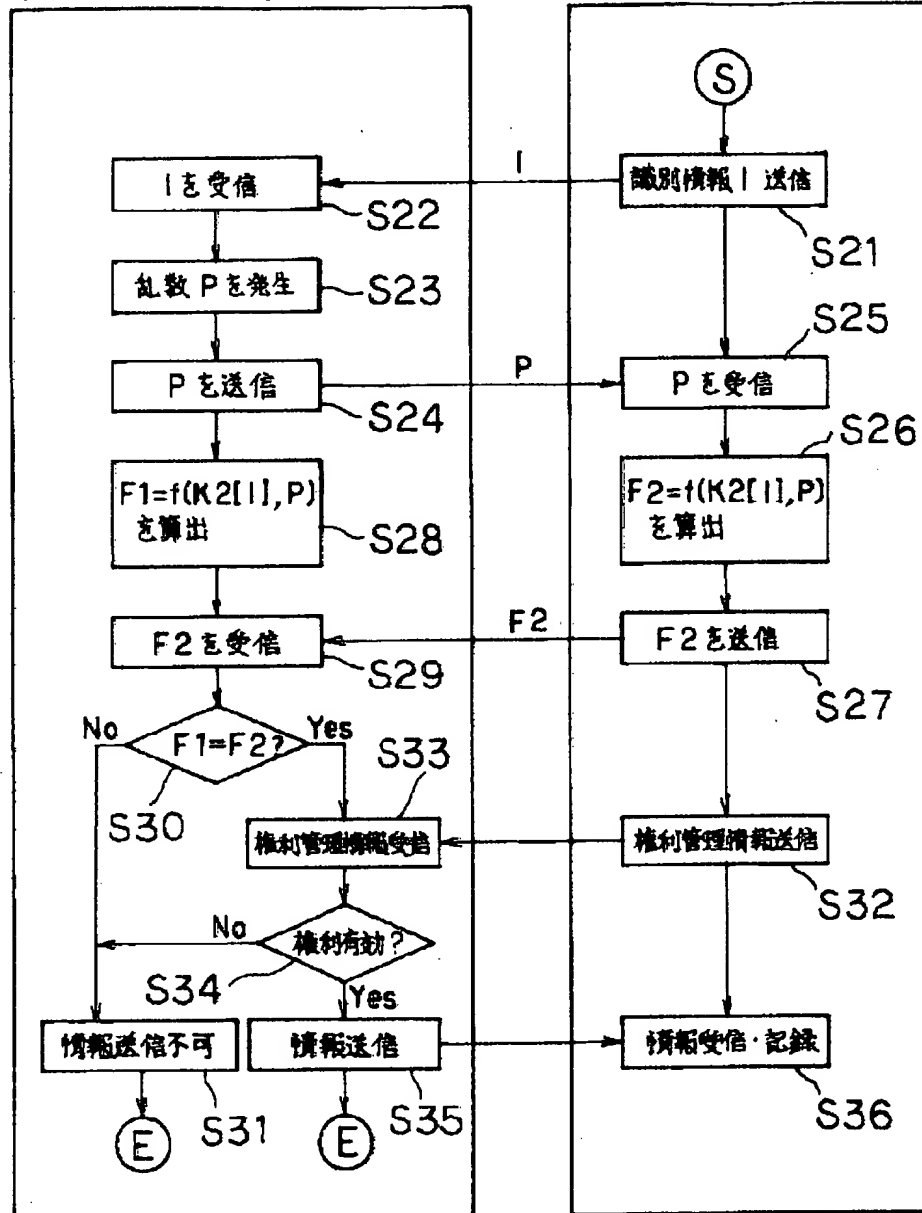 S
I
Iを受信
識別情報I 送信
S22
S21
乱数Pを発生
S23
S25
P
Pを送信
Pを受信
S24
S26
F1=f(K2[I],P)
を算出
F2=f(K2[I],P)
を算出
S28
F2
F2を受信
F2を送信
S29
S27
No
F1=F2?
Yes
S33
S30
権利管理情報受信
権利管理情報送信
S32
No
権利有効?
S34
Yes
情報送信不可
情報送信
情報受信・記録
S31
S35
S36
E
E